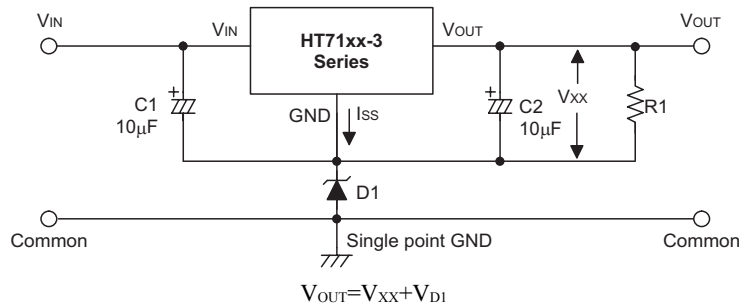 VIN
VIN
HT71xx-3
Series
VOUT
VOUT
C1
10μF
GND
ISS
C2
10μF
VXX
R1
D1
Common
Single point GND
Common
VOUT=VXX+VD1